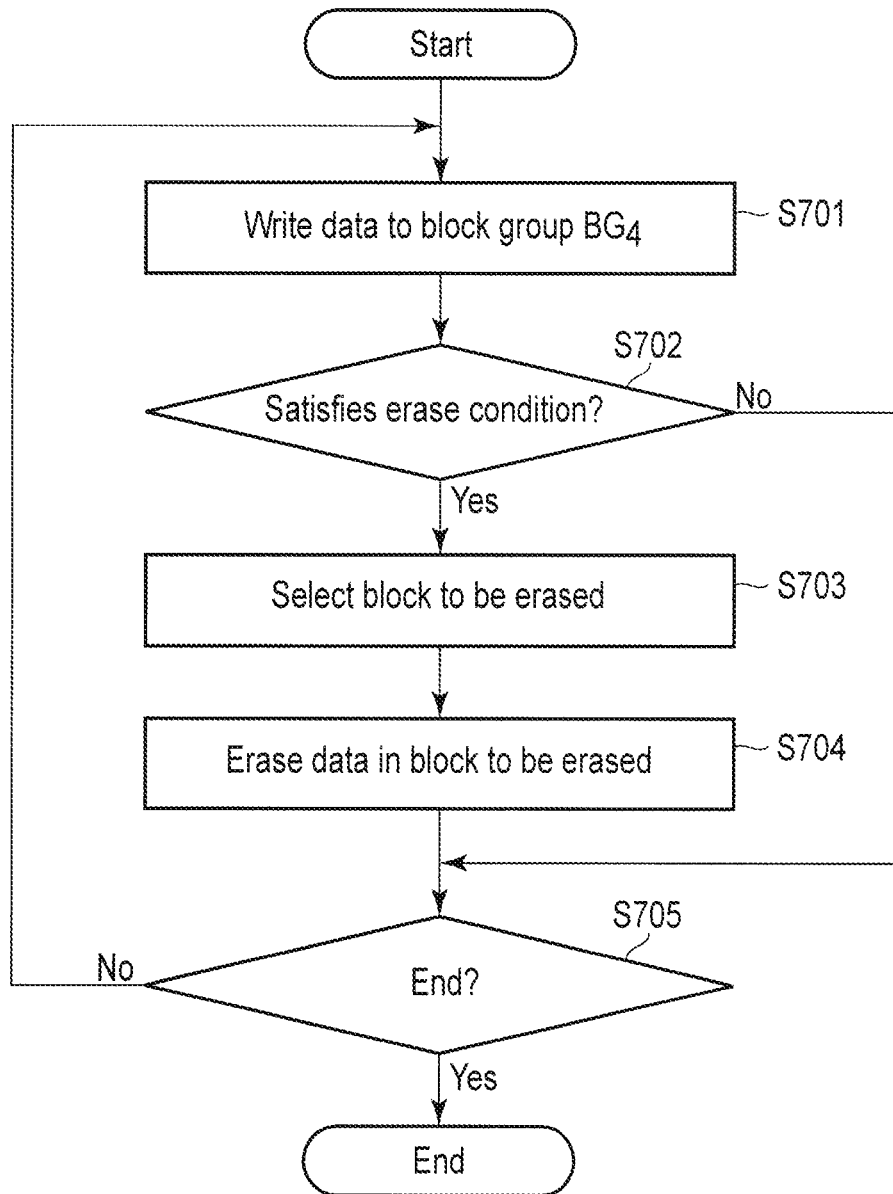 Start
Write data to block group BG₄
S701
S702
Satisfies erase condition?
No
Yes
Select block to be erased
S703
Erase data in block to be erased
S704
S705
No
End?
Yes
End